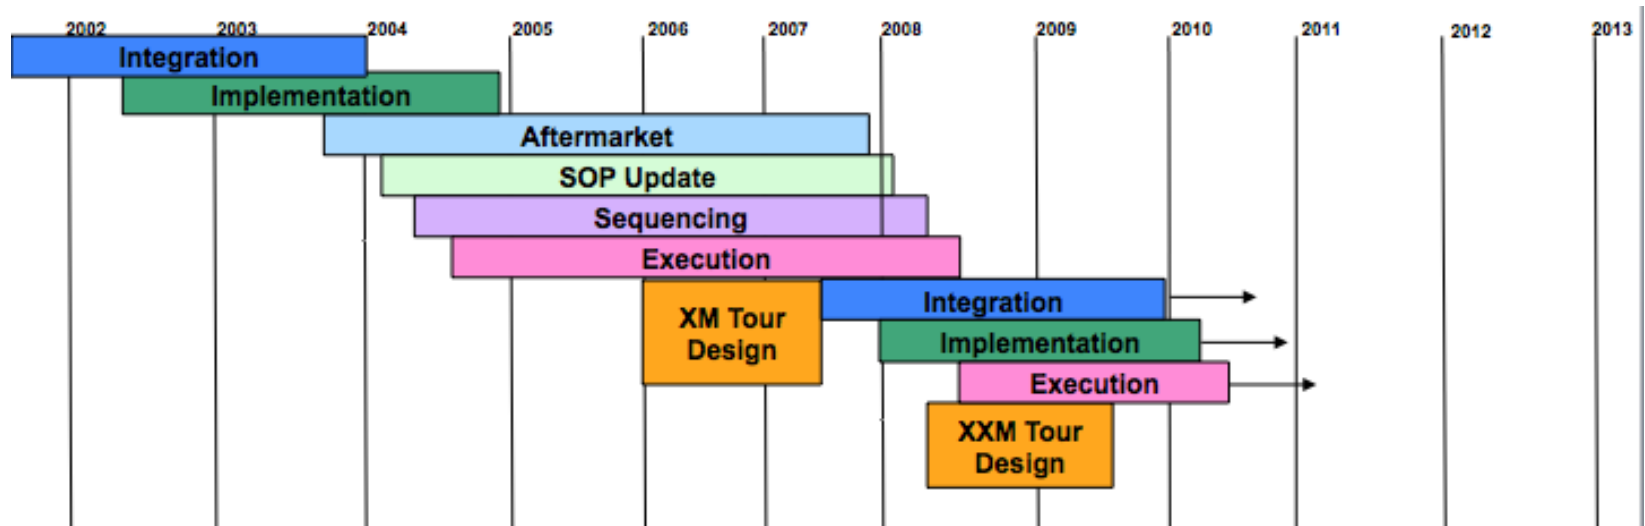 2002 2003 2004 2005 2006 2007 2008 2009 2010 2011 2012 2013
Integration
Implementation
Aftermarket
SOP Update
Sequencing
Execution
XM Tour
Design
Integration
Implementation
Execution
XXM Tour
Design